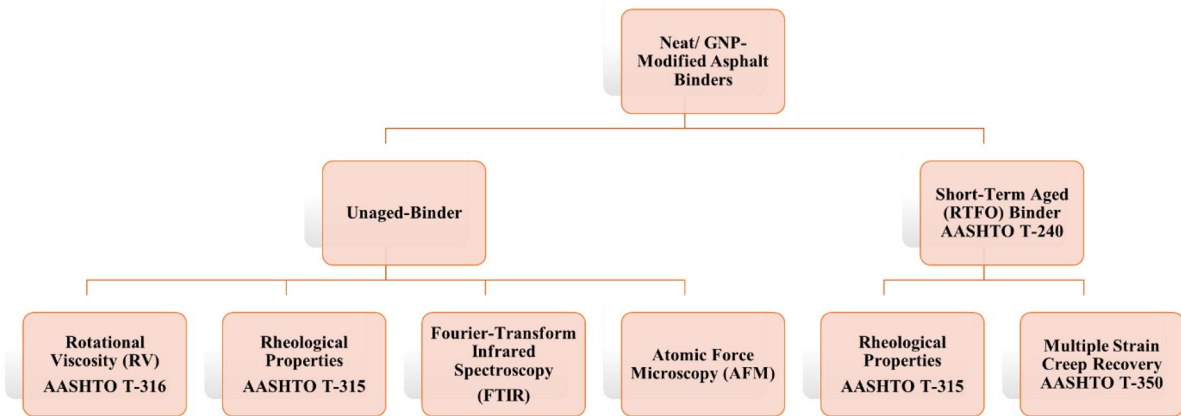 Neat/ GNP-
Modified Asphalt
Binders
Unaged-Binder
Short-Term Aged
(RTFO) Binder
AASHTO T-240
Rotational
Viscosity (RV)
AASHTO T-316
Rheological
Properties
AASHTO T-315
Fourier-Transform
Infrared
Spectroscopy
(FTIR)
Atomic Force
Microscopy (AFM)
Rheological
Properties
AASHTO T-315
Multiple Strain
Creep Recovery
AASHTO T-350